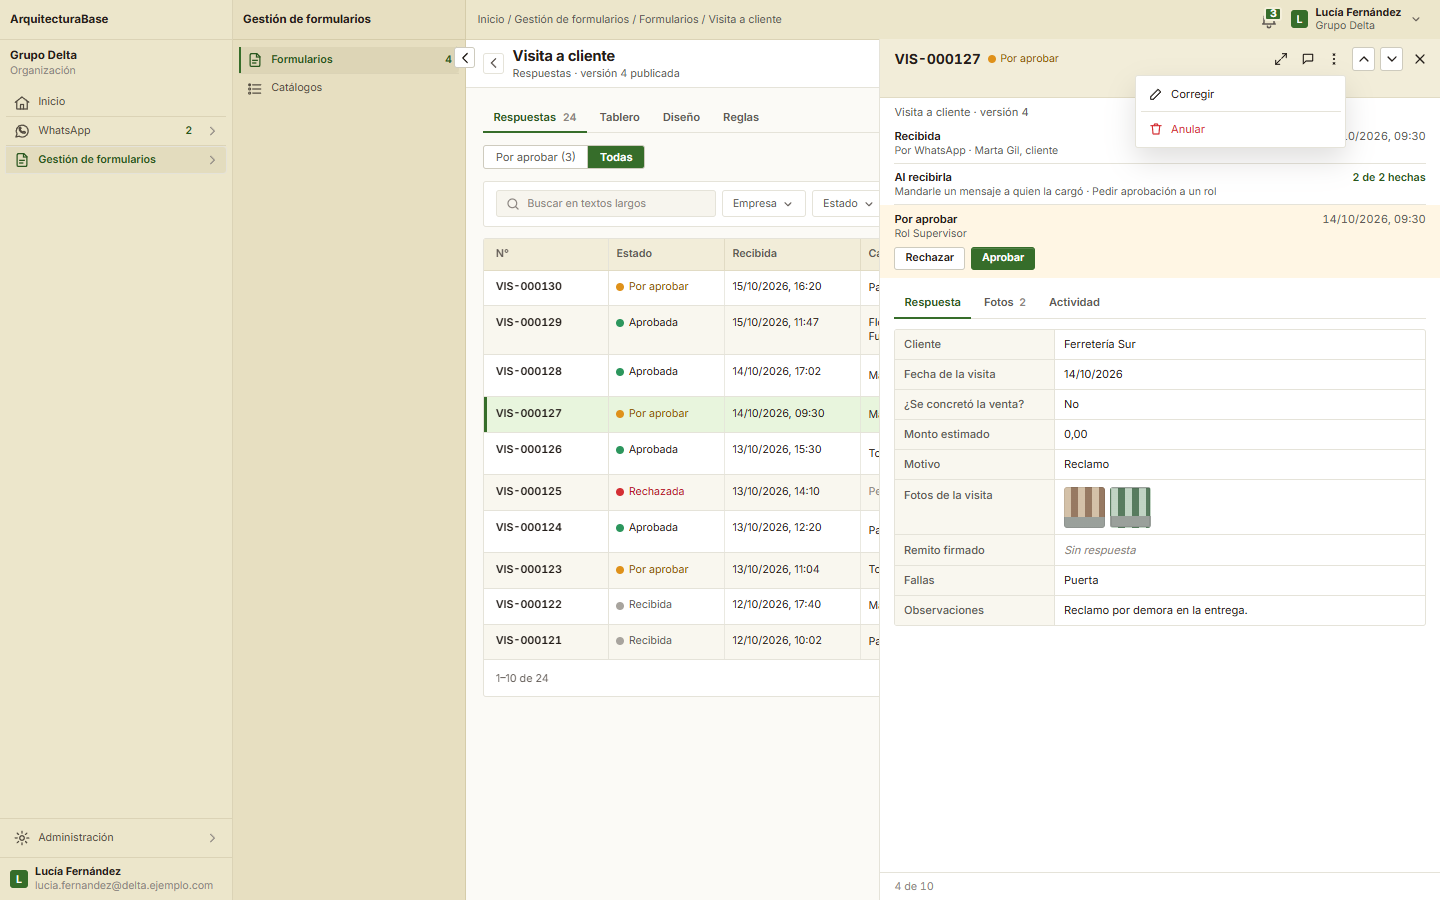 ArquitecturaBase
Grupo Delta
Organización
Inicio
WhatsApp 2
Gestión de formularios
Administración
L
Lucía Fernández
lucia.fernandez@delta.ejemplo.com
Gestión de formularios
Formularios 4
Catálogos
Inicio / Gestión de formularios / Formularios / Visita a cliente
3
L
Lucía Fernández
Grupo Delta
Visita a cliente
Respuestas · versión 4 publicada
Respuestas 24 Tablero Diseño Reglas
Por aprobar (3) Todas
Buscar en textos largos Empresa Estado
Nº Estado Recibida
VIS-000130 Por aprobar 15/10/2026, 16:20
VIS-000129 Aprobada 15/10/2026, 11:47
VIS-000128 Aprobada 14/10/2026, 17:02
VIS-000127 Por aprobar 14/10/2026, 09:30
VIS-000126 Aprobada 13/10/2026, 15:30
VIS-000125 Rechazada 13/10/2026, 14:10
VIS-000124 Aprobada 13/10/2026, 12:20
VIS-000123 Por aprobar 13/10/2026, 11:04
VIS-000122 Recibida 12/10/2026, 17:40
VIS-000121 Recibida 12/10/2026, 10:02
1–10 de 24
VIS-000127 Por aprobar
Corregir
Anular
Visita a cliente · versión 4
Recibida 0/2026, 09:30
Por WhatsApp · Marta Gil, cliente
Al recibirla 2 de 2 hechas
Mandarle un mensaje a quien la cargó · Pedir aprobación a un rol
Por aprobar 14/10/2026, 09:30
Rol Supervisor
Rechazar Aprobar
Respuesta Fotos 2 Actividad
Cliente Ferretería Sur
Fecha de la visita 14/10/2026
¿Se concretó la venta? No
Monto estimado 0,00
Motivo Reclamo
Fotos de la visita
Remito firmado Sin respuesta
Fallas Puerta
Observaciones Reclamo por demora en la entrega.
4 de 10